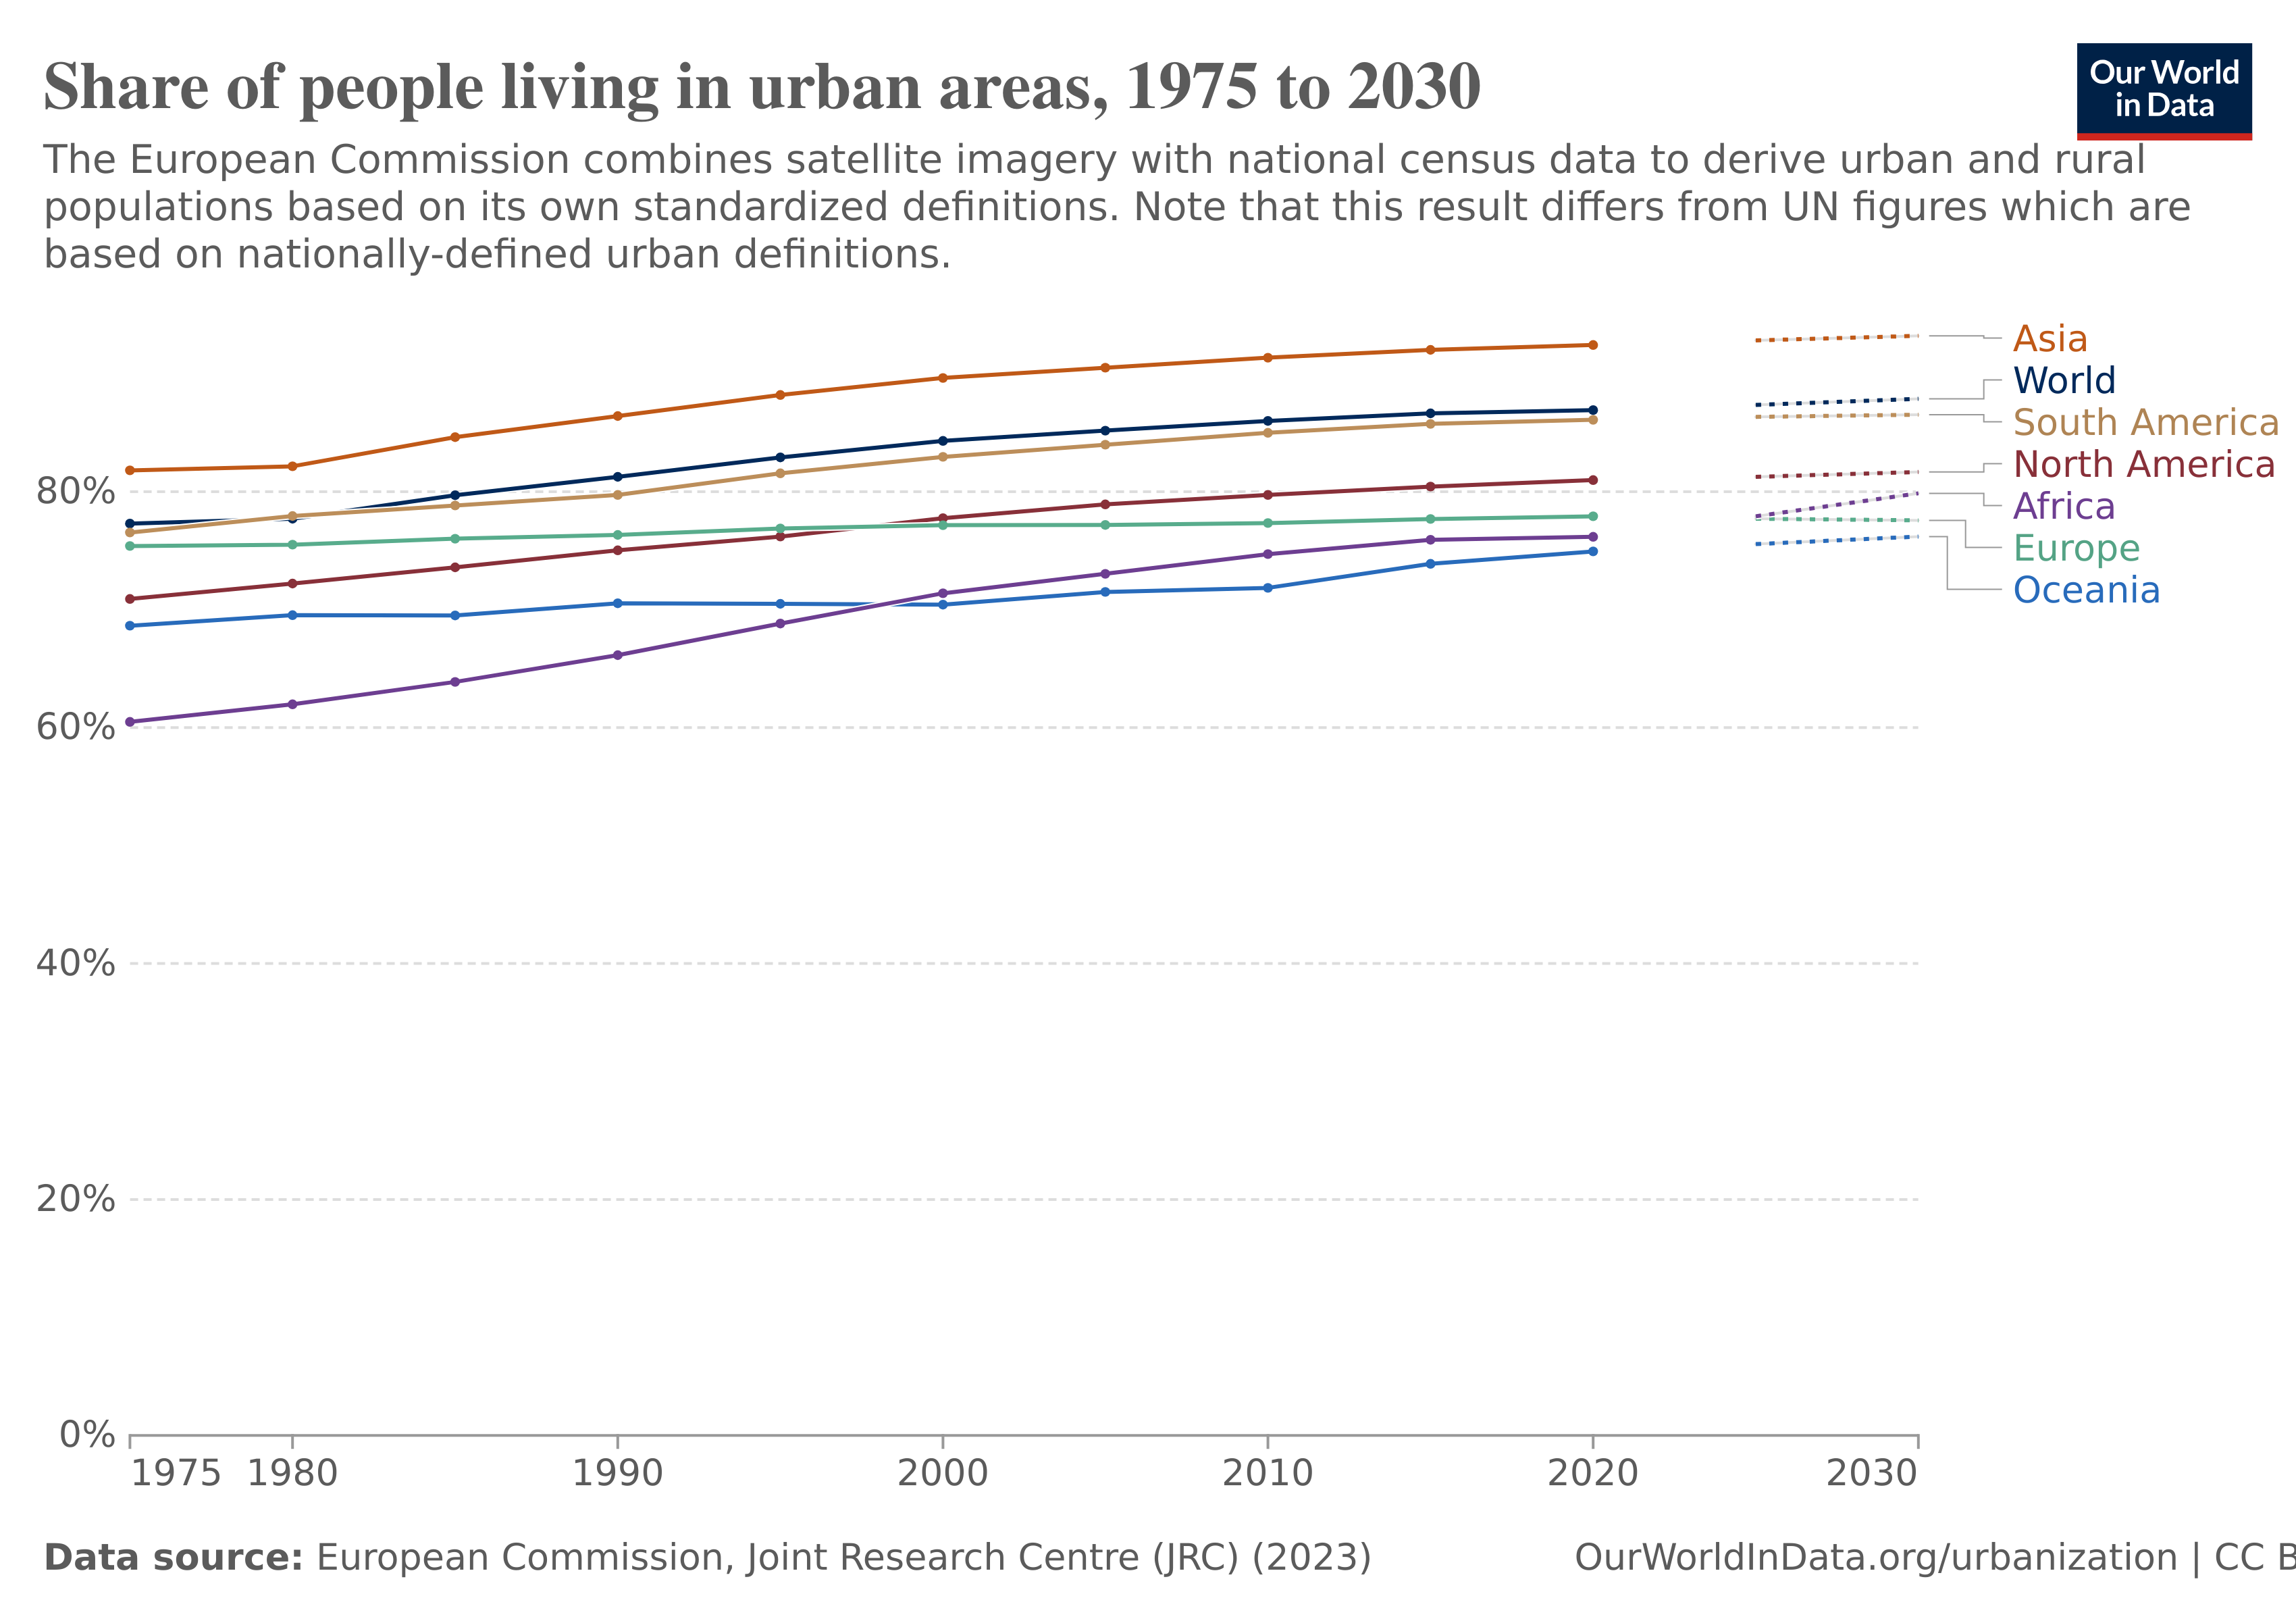 Share of people living in urban areas, 1975 to 2030
Our World
in Data
The European Commission combines satellite imagery with national census data to derive urban and rural
populations based on its own standardized definitions. Note that this result differs from UN figures which are
based on nationally-defined urban definitions.
Asia
World
South America
North America
Africa
Europe
Oceania
80%
60%
40%
20%
0%
1975 1980 1990 2000 2010 2020 2030
Data source: European Commission, Joint Research Centre (JRC) (2023)
OurWorldInData.org/urbanization | CC B